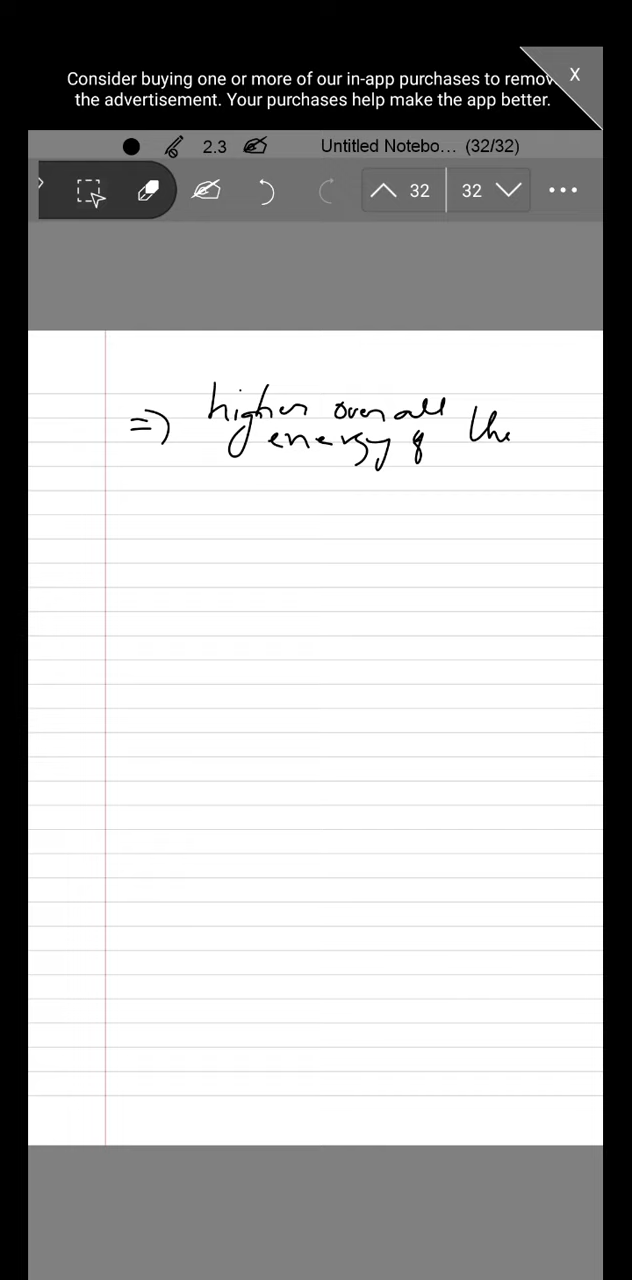 Consider buying one or more of our in-app purchases to remov
the advertisement. Your purchases help make the app better.
X
2.3 Untitled Notebo... (32/32)
32 32
=> higher overall
energy of the